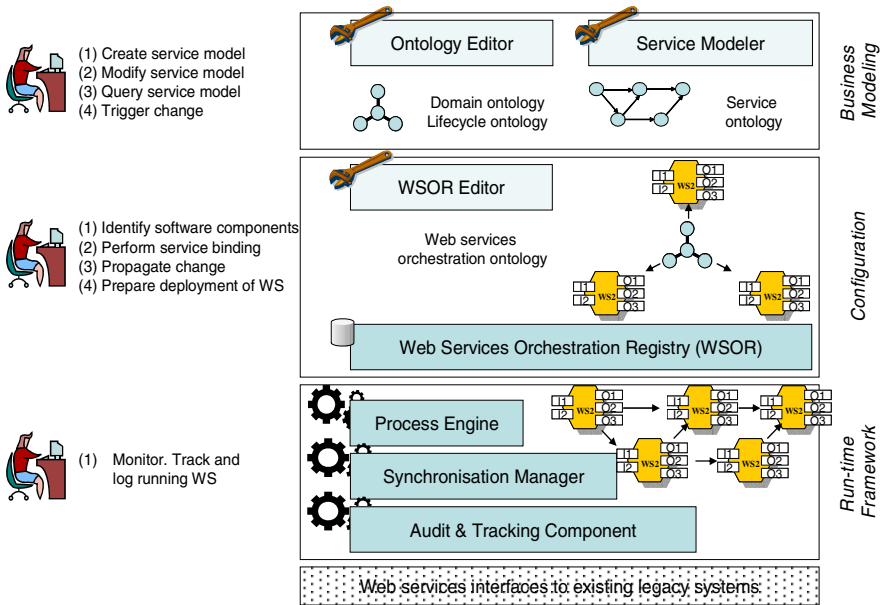 Ontology Editor
Service Modeler
(1) Create service model
(2) Modify service model
(3) Query service model
(4) Trigger change
Domain ontology
Lifecycle ontology
Service
ontology
Business
Modeling
WSOR Editor
I1
I2
WS2
O1
O2
O3
(1) Identify software components
(2) Perform service binding
(3) Propagate change
(4) Prepare deployment of WS
Web services
orchestration ontology
I1
I2
WS2
O1
O2
O3
I1
I2
WS2
O1
O2
O3
Configuration
Web Services Orchestration Registry (WSOR)
Process Engine
I1
I2
WS2
O1
O2
O3
I1
I2
WS2
O1
O2
O3
I1
I2
WS2
O1
O2
O3
(1) Monitor. Track and
log running WS
Synchronisation Manager
I1
I2
WS2
O1
O2
O3
I1
I2
WS2
O1
O2
O3
Audit & Tracking Component
Run-time
Framework
Web services interfaces to existing legacy systems